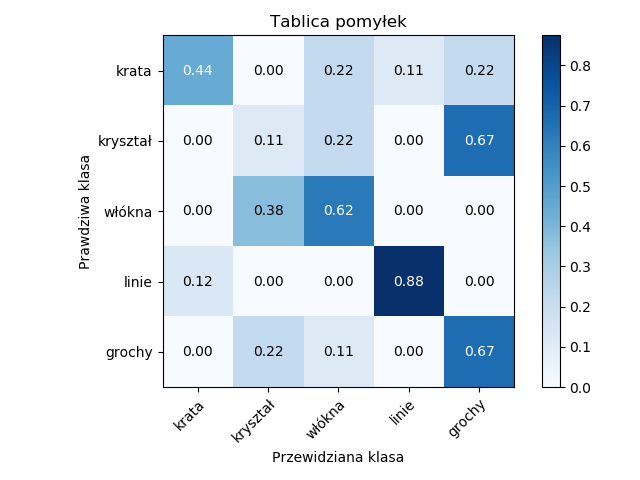 Tablica pomyłek
Prawdziwa klasa
krata 0.44 0.00 0.22 0.11 0.22
kryształ 0.00 0.11 0.22 0.00 0.67
włókna 0.00 0.38 0.62 0.00 0.00
linie 0.12 0.00 0.00 0.88 0.00
grochy 0.00 0.22 0.11 0.00 0.67
krata kryształ włókna linie grochy
Przewidziana klasa
0.8
0.7
0.6
0.5
0.4
0.3
0.2
0.1
0.0